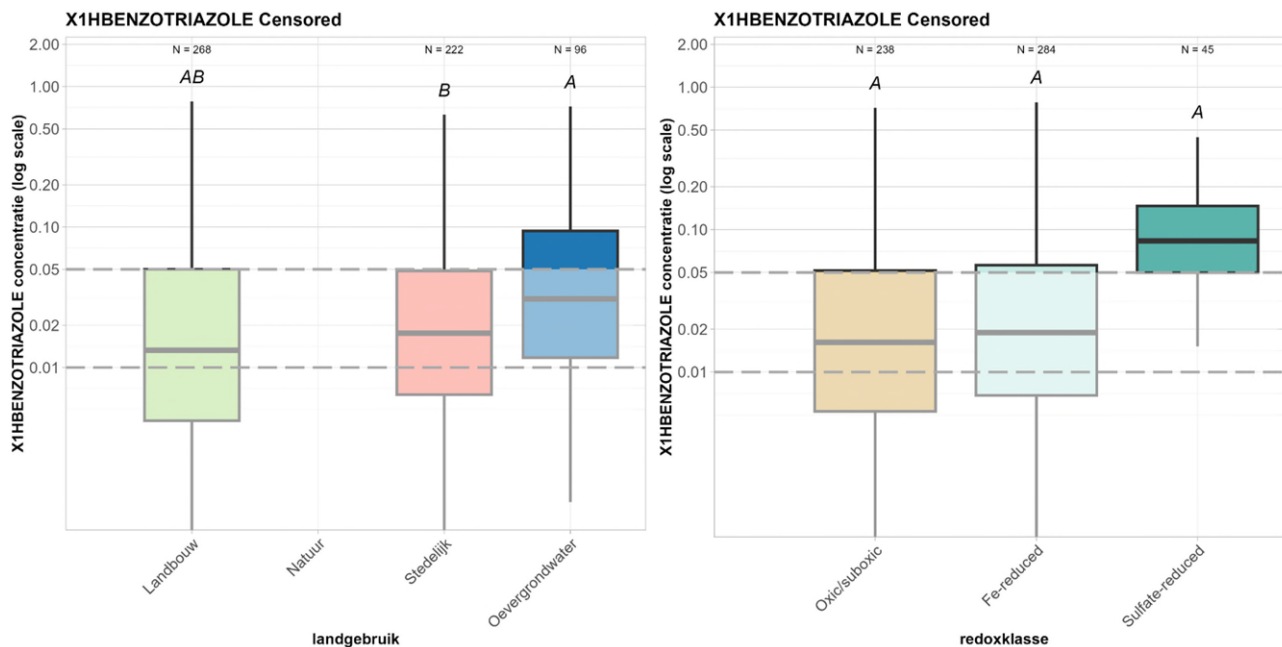 X1HBENZOTRIAZOLE Censored
X1HBENZOTRIAZOLE concentratie (log scale)
2.00
1.00
0.50
0.20
0.10
0.05
0.02
0.01
N = 268
N = 222
N = 96
AB
B
A
Landbouw
Natuur
Stedelijk
Oevergrondwater
landgebruik
X1HBENZOTRIAZOLE Censored
X1HBENZOTRIAZOLE concentratie (log scale)
2.00
1.00
0.50
0.20
0.10
0.05
0.02
0.01
N = 238
N = 284
N = 45
A
A
A
Oxic/suboxic
Fe-reduced
Sulfate-reduced
redoxklasse